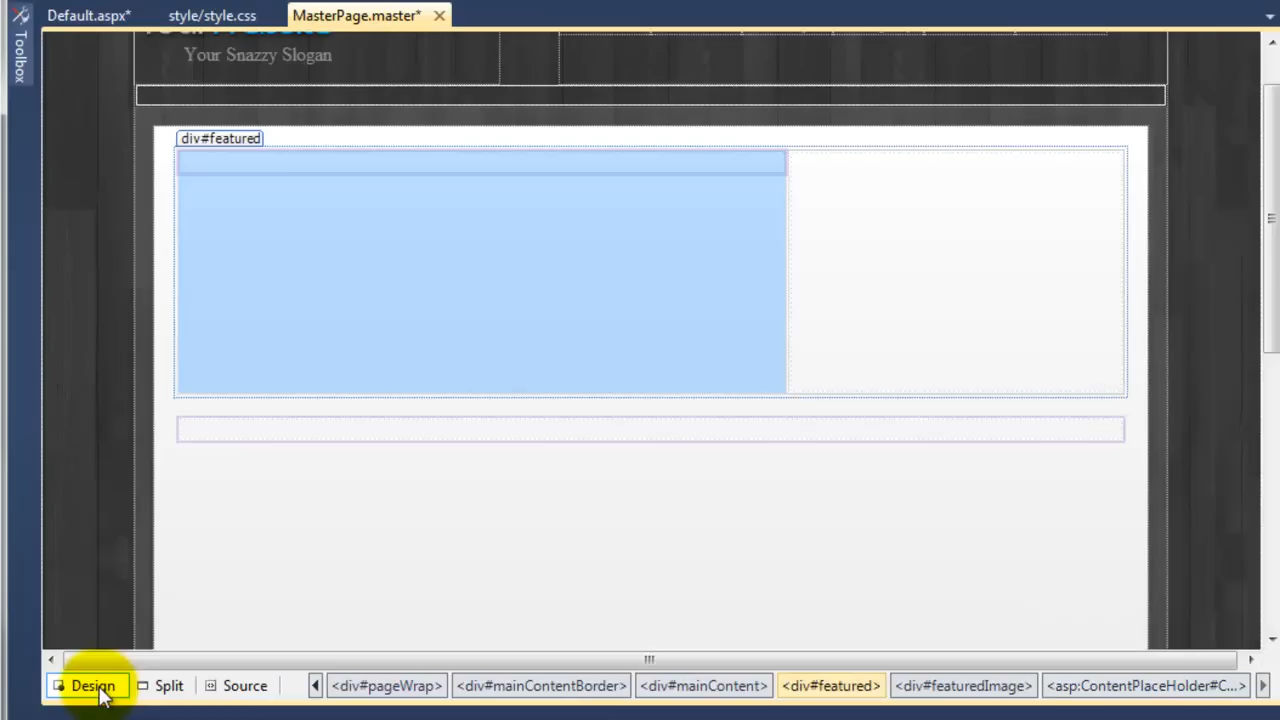 Default.aspx* style/style.css MasterPage.master*
Toolbox
Your Snazzy Slogan
div#featured
Design Split Source <div#pageWrap> <div#mainContentBorder> <div#mainContent> <div#featured> <div#featuredImage> <asp:ContentPlaceHolder#C...>